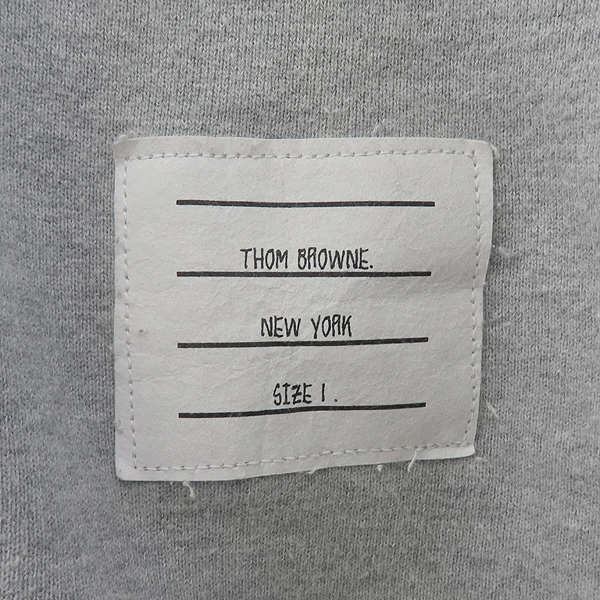 THOM BROWNE.
NEW YORK
SIZE 1.